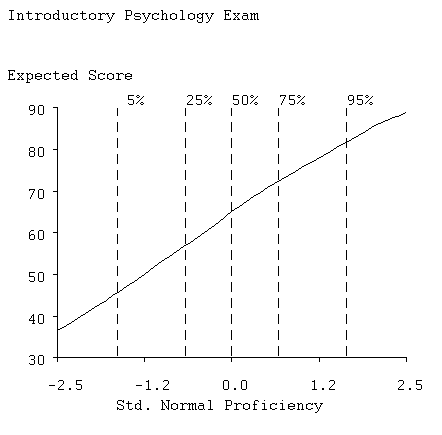 Introductory Psychology Exam
Expected Score
5% 25% 50% 75% 95%
90
80
70
60
50
40
30
-2.5 -1.2 0.0 1.2 2.5
Std. Normal Proficiency